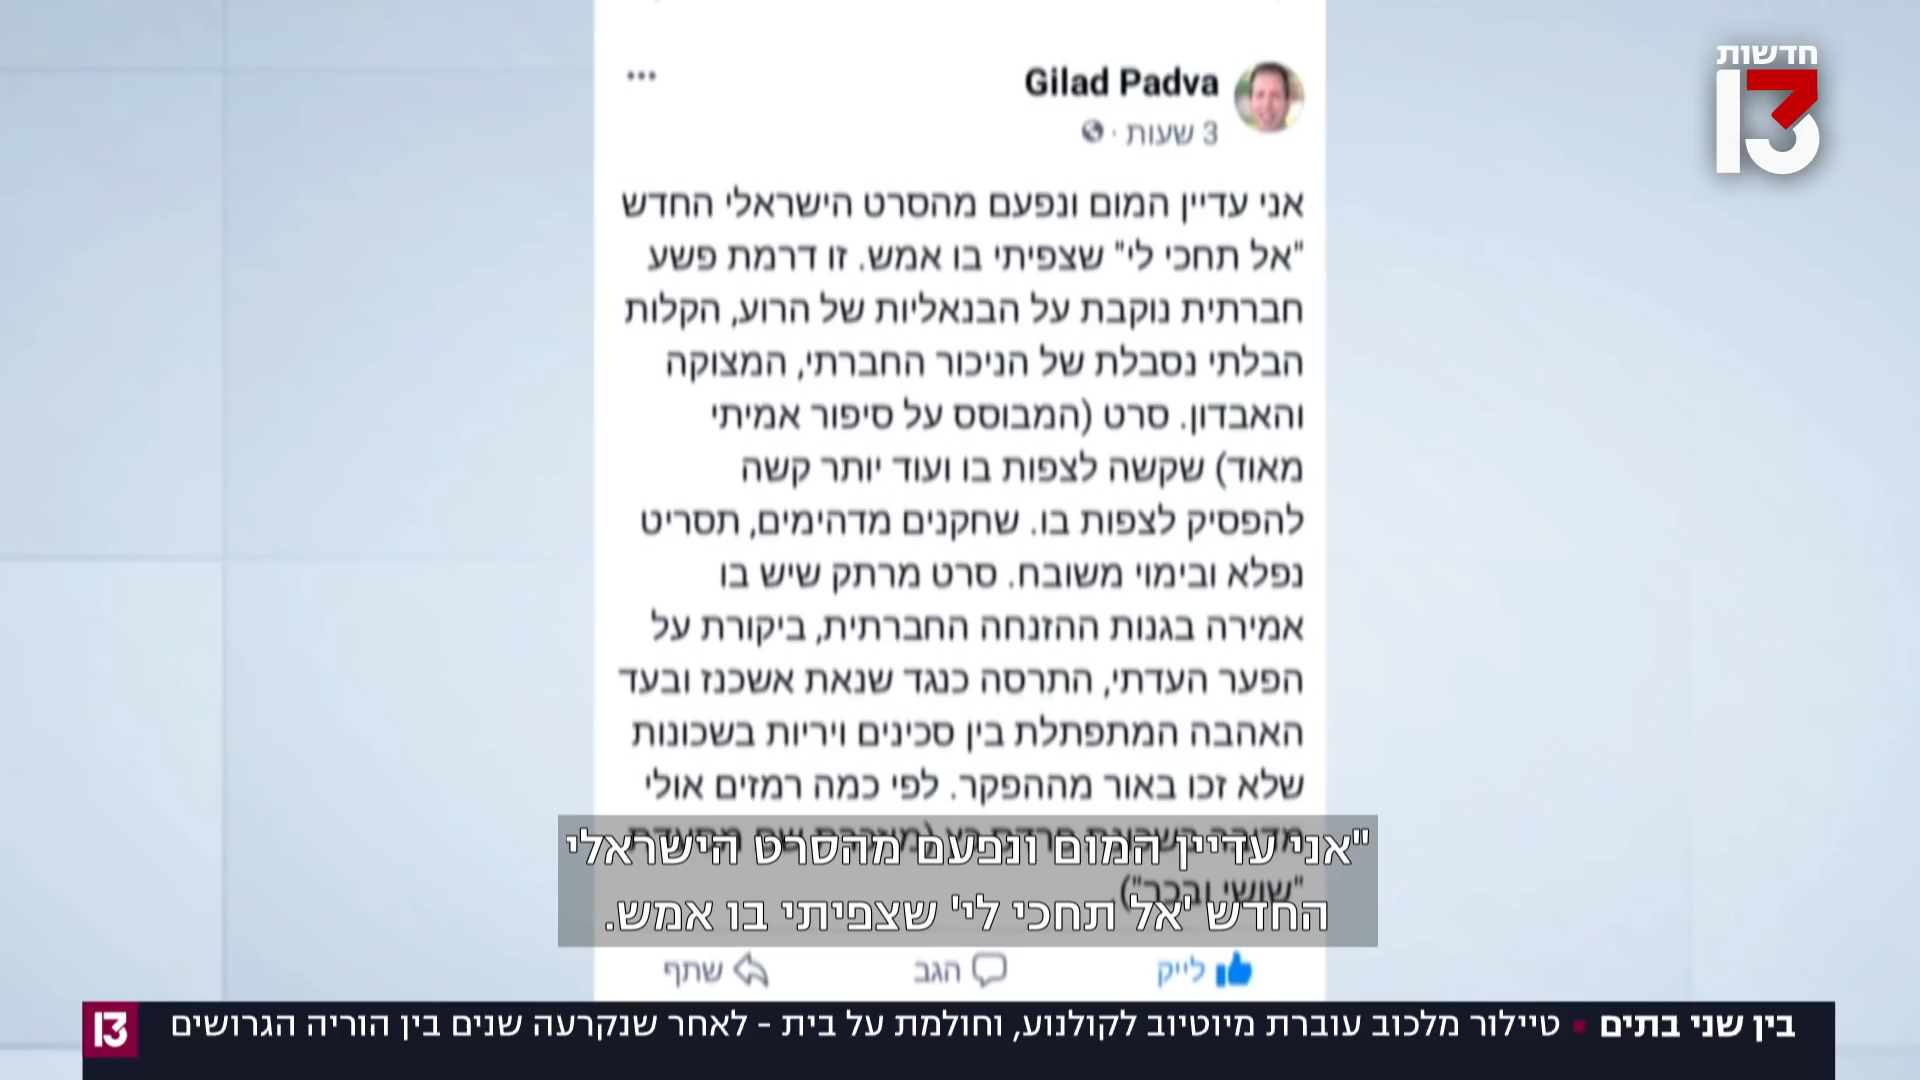 חדשות
13
Gilad Padva
3 שעות
אני עדיין המום ונפעם מהסרט הישראלי החדש
"אל תחכי לי" שצפיתי בו אמש. זו דרמת פשע
חברתית נוקבת על הבנאליות של הרוע, הקלות
הבלתי נסבלת של הניכור החברתי, המצוקה
והאבדון. סרט (המבוסס על סיפור אמיתי
מאוד) שקשה לצפות בו ועוד יותר קשה
להפסיק לצפות בו. שחקנים מדהימים, תסריט
נפלא ובימוי משובח. סרט מרתק שיש בו
אמירה בגנות ההזנחה החברתית, ביקורת על
הפער העדתי, התרסה כנגד שנאת אשכנז ובעד
האהבה המתפתלת בין סכינים ויריות בשכונות
שלא זכו באור מההפקר. לפי כמה רמזים אולי
"שושי ובכר").
"אני עדיין המום ונפעם מהסרט הישראלי
החדש 'אל תחכי לי' שצפיתי בו אמש.
לייק הגב שתף
בין שני בתים ▪ טיילור מלכוב עוברת מיוטיוב לקולנוע, וחולמת על בית - לאחר שנקרעה שנים בין הוריה הגרושים
13